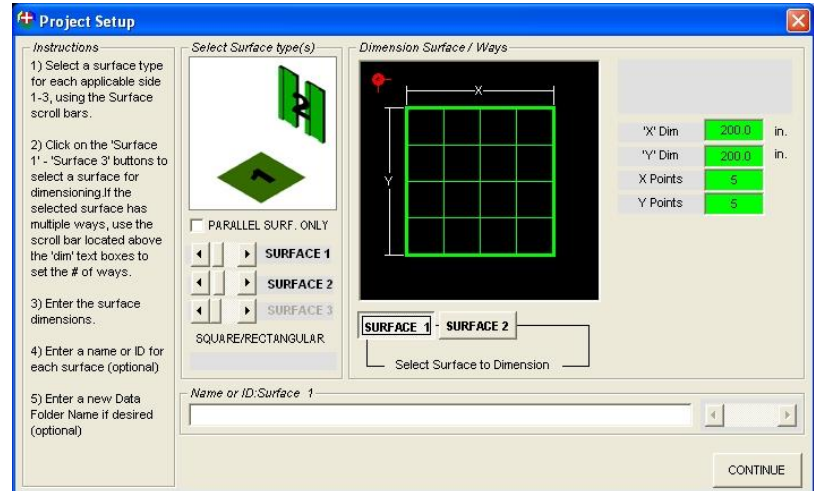 Project Setup
Instructions
1) Select a surface type
for each applicable side
1-3, using the Surface
scroll bars.
2) Click on the 'Surface
1' - 'Surface 3' buttons to
select a surface for
dimensioning.If the
selected surface has
multiple ways, use the
scroll bar located above
the 'dim' text boxes to
set the # of ways.
3) Enter the surface
dimensions.
4) Enter a name or ID for
each surface (optional)
5) Enter a new Data
Folder Name if desired
(optional)
Select Surface type(s)
2
1
PARALLEL SURF. ONLY
SURFACE 1
SURFACE 2
SURFACE 3
SQUARE/RECTANGULAR
Dimension Surface / Ways
X
Y
'X' Dim 200.0 in.
'Y' Dim 200.0 in.
X Points 5
Y Points 5
SURFACE 1 - SURFACE 2
Select Surface to Dimension
Name or ID:Surface 1
CONTINUE